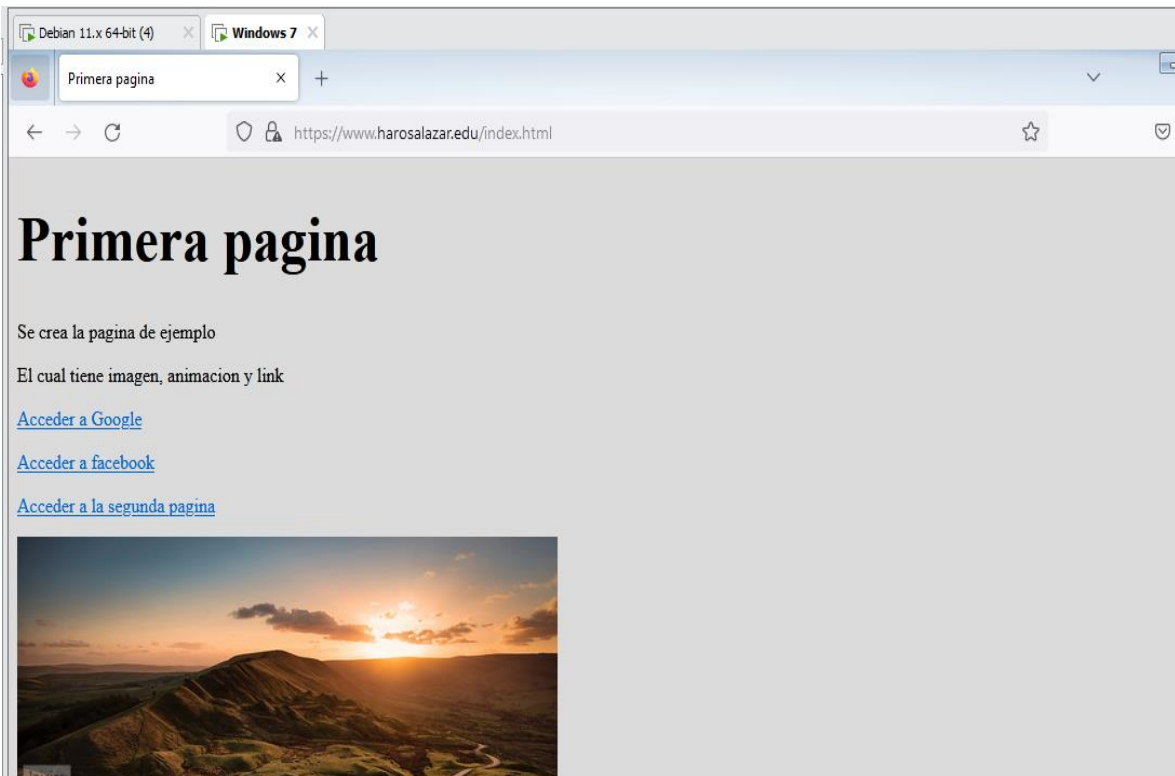 Debian 11.x 64-bit (4)
Windows 7
Primera pagina
https://www.harosalazar.edu/index.html
Primera pagina
Se crea la pagina de ejemplo
El cual tiene imagen, animacion y link
Acceder a Google
Acceder a facebook
Acceder a la segunda pagina